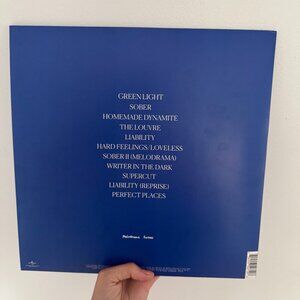 GREEN LIGHT
SOBER
HOMEMADE DYNAMITE
THE LOUVRE
LIABILITY
HARD FEELINGS/LOVELESS
SOBER II (MELODRAMA)
WRITER IN THE DARK
SUPERCUT
LIABILITY (REPRISE)
PERFECT PLACES